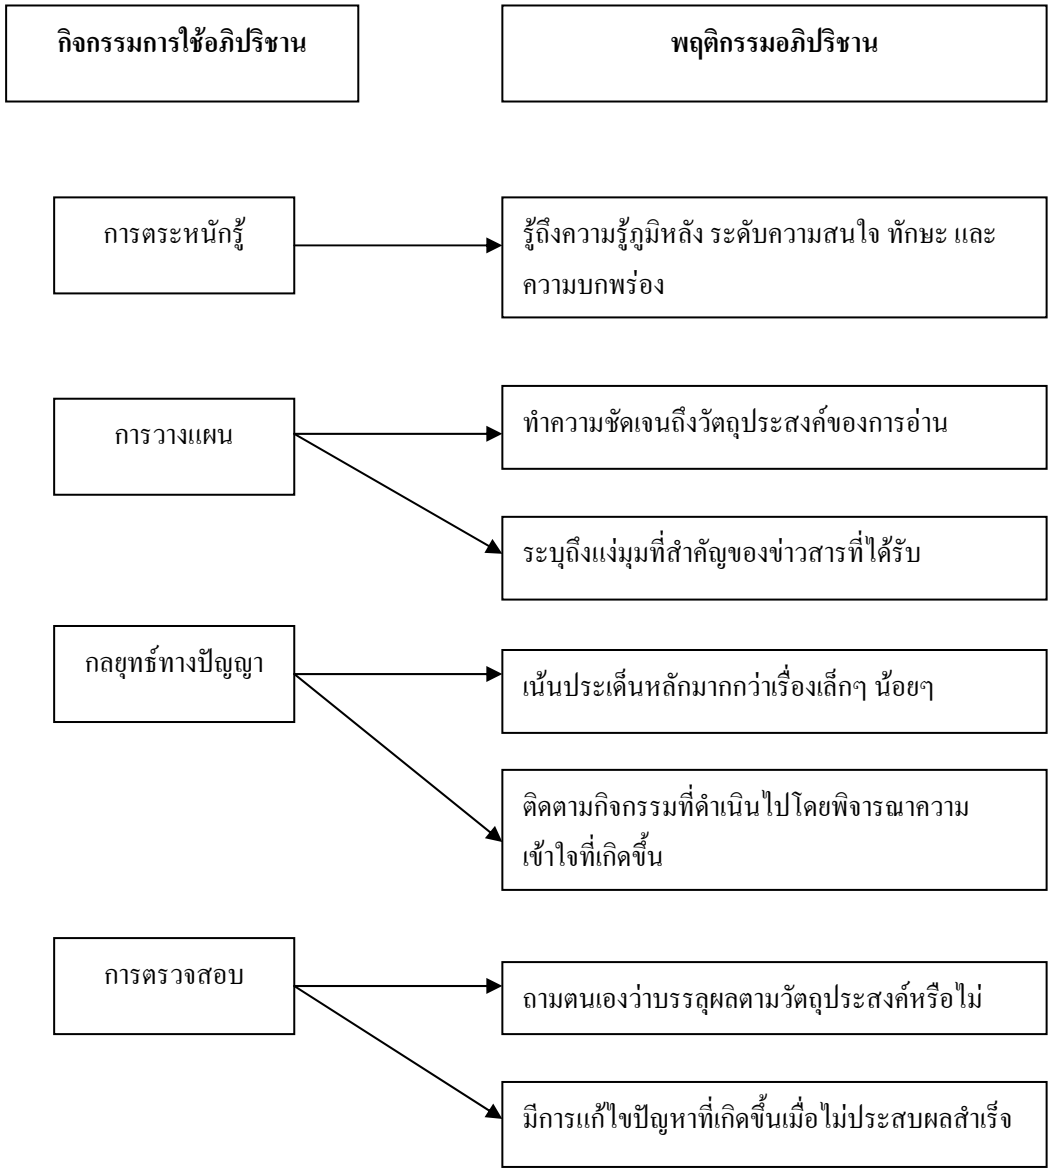 กิจกรรมการใช้อภิปริชาน
พฤติกรรมอภิปริชาน
การตระหนักรู้
รู้ถึงความรู้ภูมิหลัง ระดับความสนใจ ทักษะ และ
ความบกพร่อง
การวางแผน
ทำความชัดเจนถึงวัตถุประสงค์ของการอ่าน
ระบุถึงแง่มุมที่สำคัญของข่าวสารที่ได้รับ
กลยุทธ์ทางปัญญา
เน้นประเด็นหลักมากกว่าเรื่องเล็กๆ น้อยๆ
ติดตามกิจกรรมที่ดำเนินไปโดยพิจารณาความ
เข้าใจที่เกิดขึ้น
การตรวจสอบ
ถามตนเองว่าบรรลุผลตามวัตถุประสงค์หรือไม่
มีการแก้ไขปัญหาที่เกิดขึ้นเมื่อไม่ประสบผลสำเร็จ